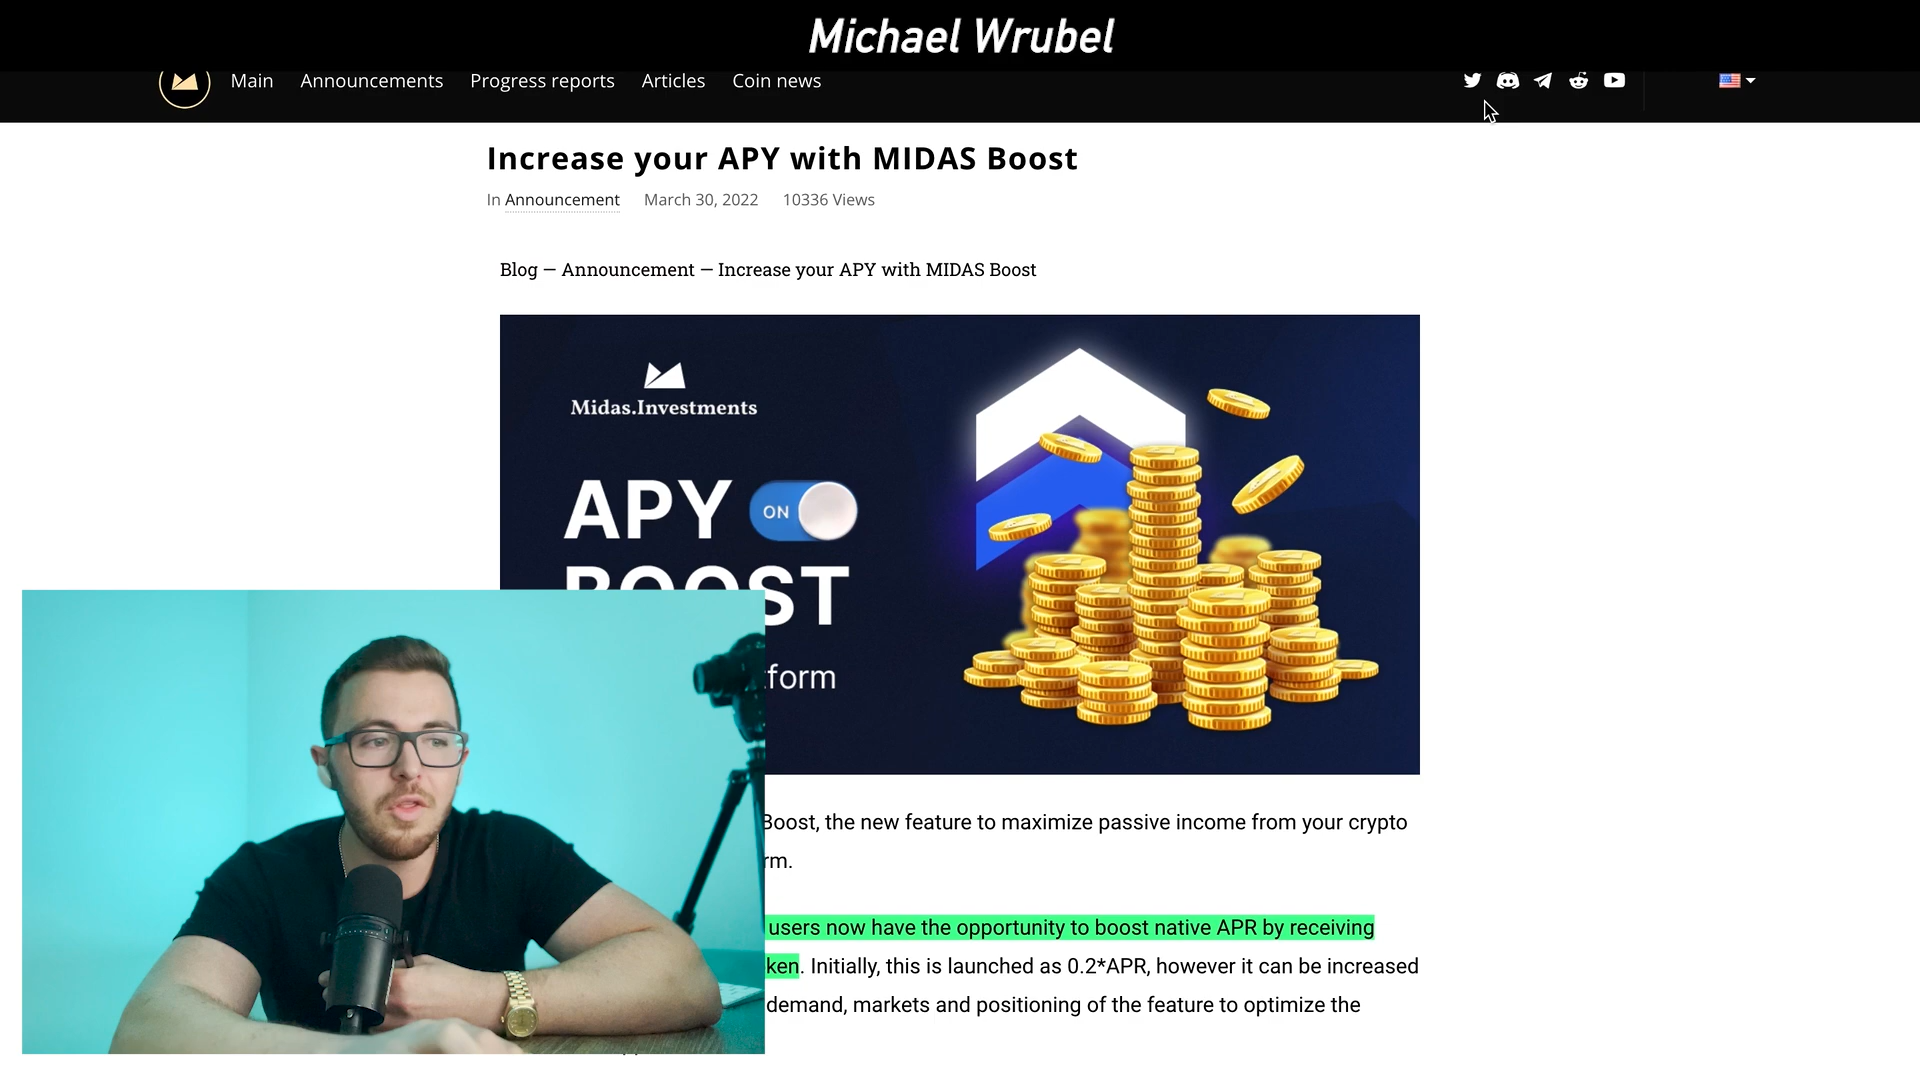 Michael Wrubel
Main Announcements Progress reports Articles Coin news
Increase your APY with MIDAS Boost
In Announcement March 30, 2022 10336 Views
Blog — Announcement — Increase your APY with MIDAS Boost
Midas.Investments
APY ON
BOOST
Boost, the new feature to maximize passive income from your crypto
users now have the opportunity to boost native APR by receiving
. Initially, this is launched as 0.2*APR, however it can be increased
demand, markets and positioning of the feature to optimize the